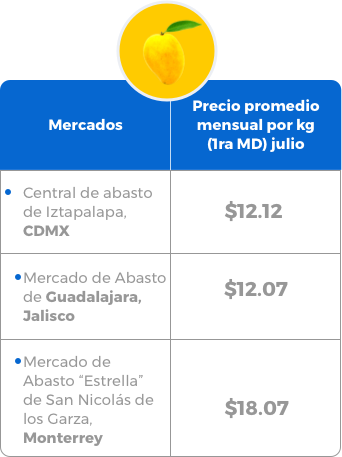 Mercados
Precio promedio
mensual por kg
(1ra MD) julio
Central de abasto
de Iztapalapa,
CDMX
$12.12
Mercado de Abasto
de Guadalajara,
Jalisco
$12.07
Mercado de
Abasto “Estrella”
de San Nicolás de
los Garza,
Monterrey
$18.07